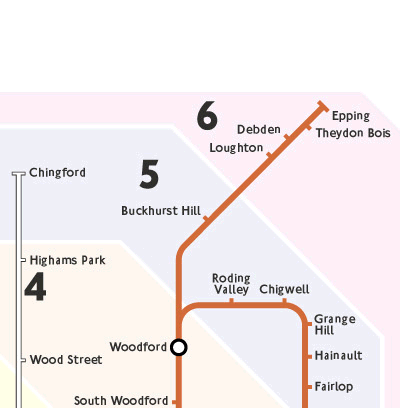 6
Epping
Debden
Theydon Bois
Loughton
5
Chingford
Buckhurst Hill
Highams Park
4
Roding
Valley
Chigwell
Grange
Hill
Woodford
Hainault
Wood Street
Fairlop
South Woodford